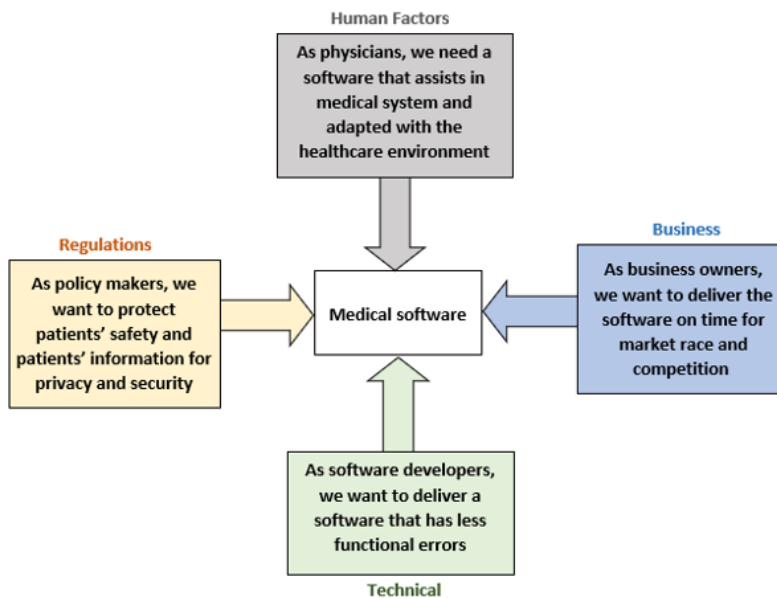 Human Factors
As physicians, we need a
software that assists in
medical system and
adapted with the
healthcare environment
Regulations
As policy makers, we
want to protect
patients’ safety and
patients’ information for
privacy and security
Medical software
Business
As business owners,
we want to deliver the
software on time for
market race and
competition
As software developers,
we want to deliver a
software that has less
functional errors
Technical